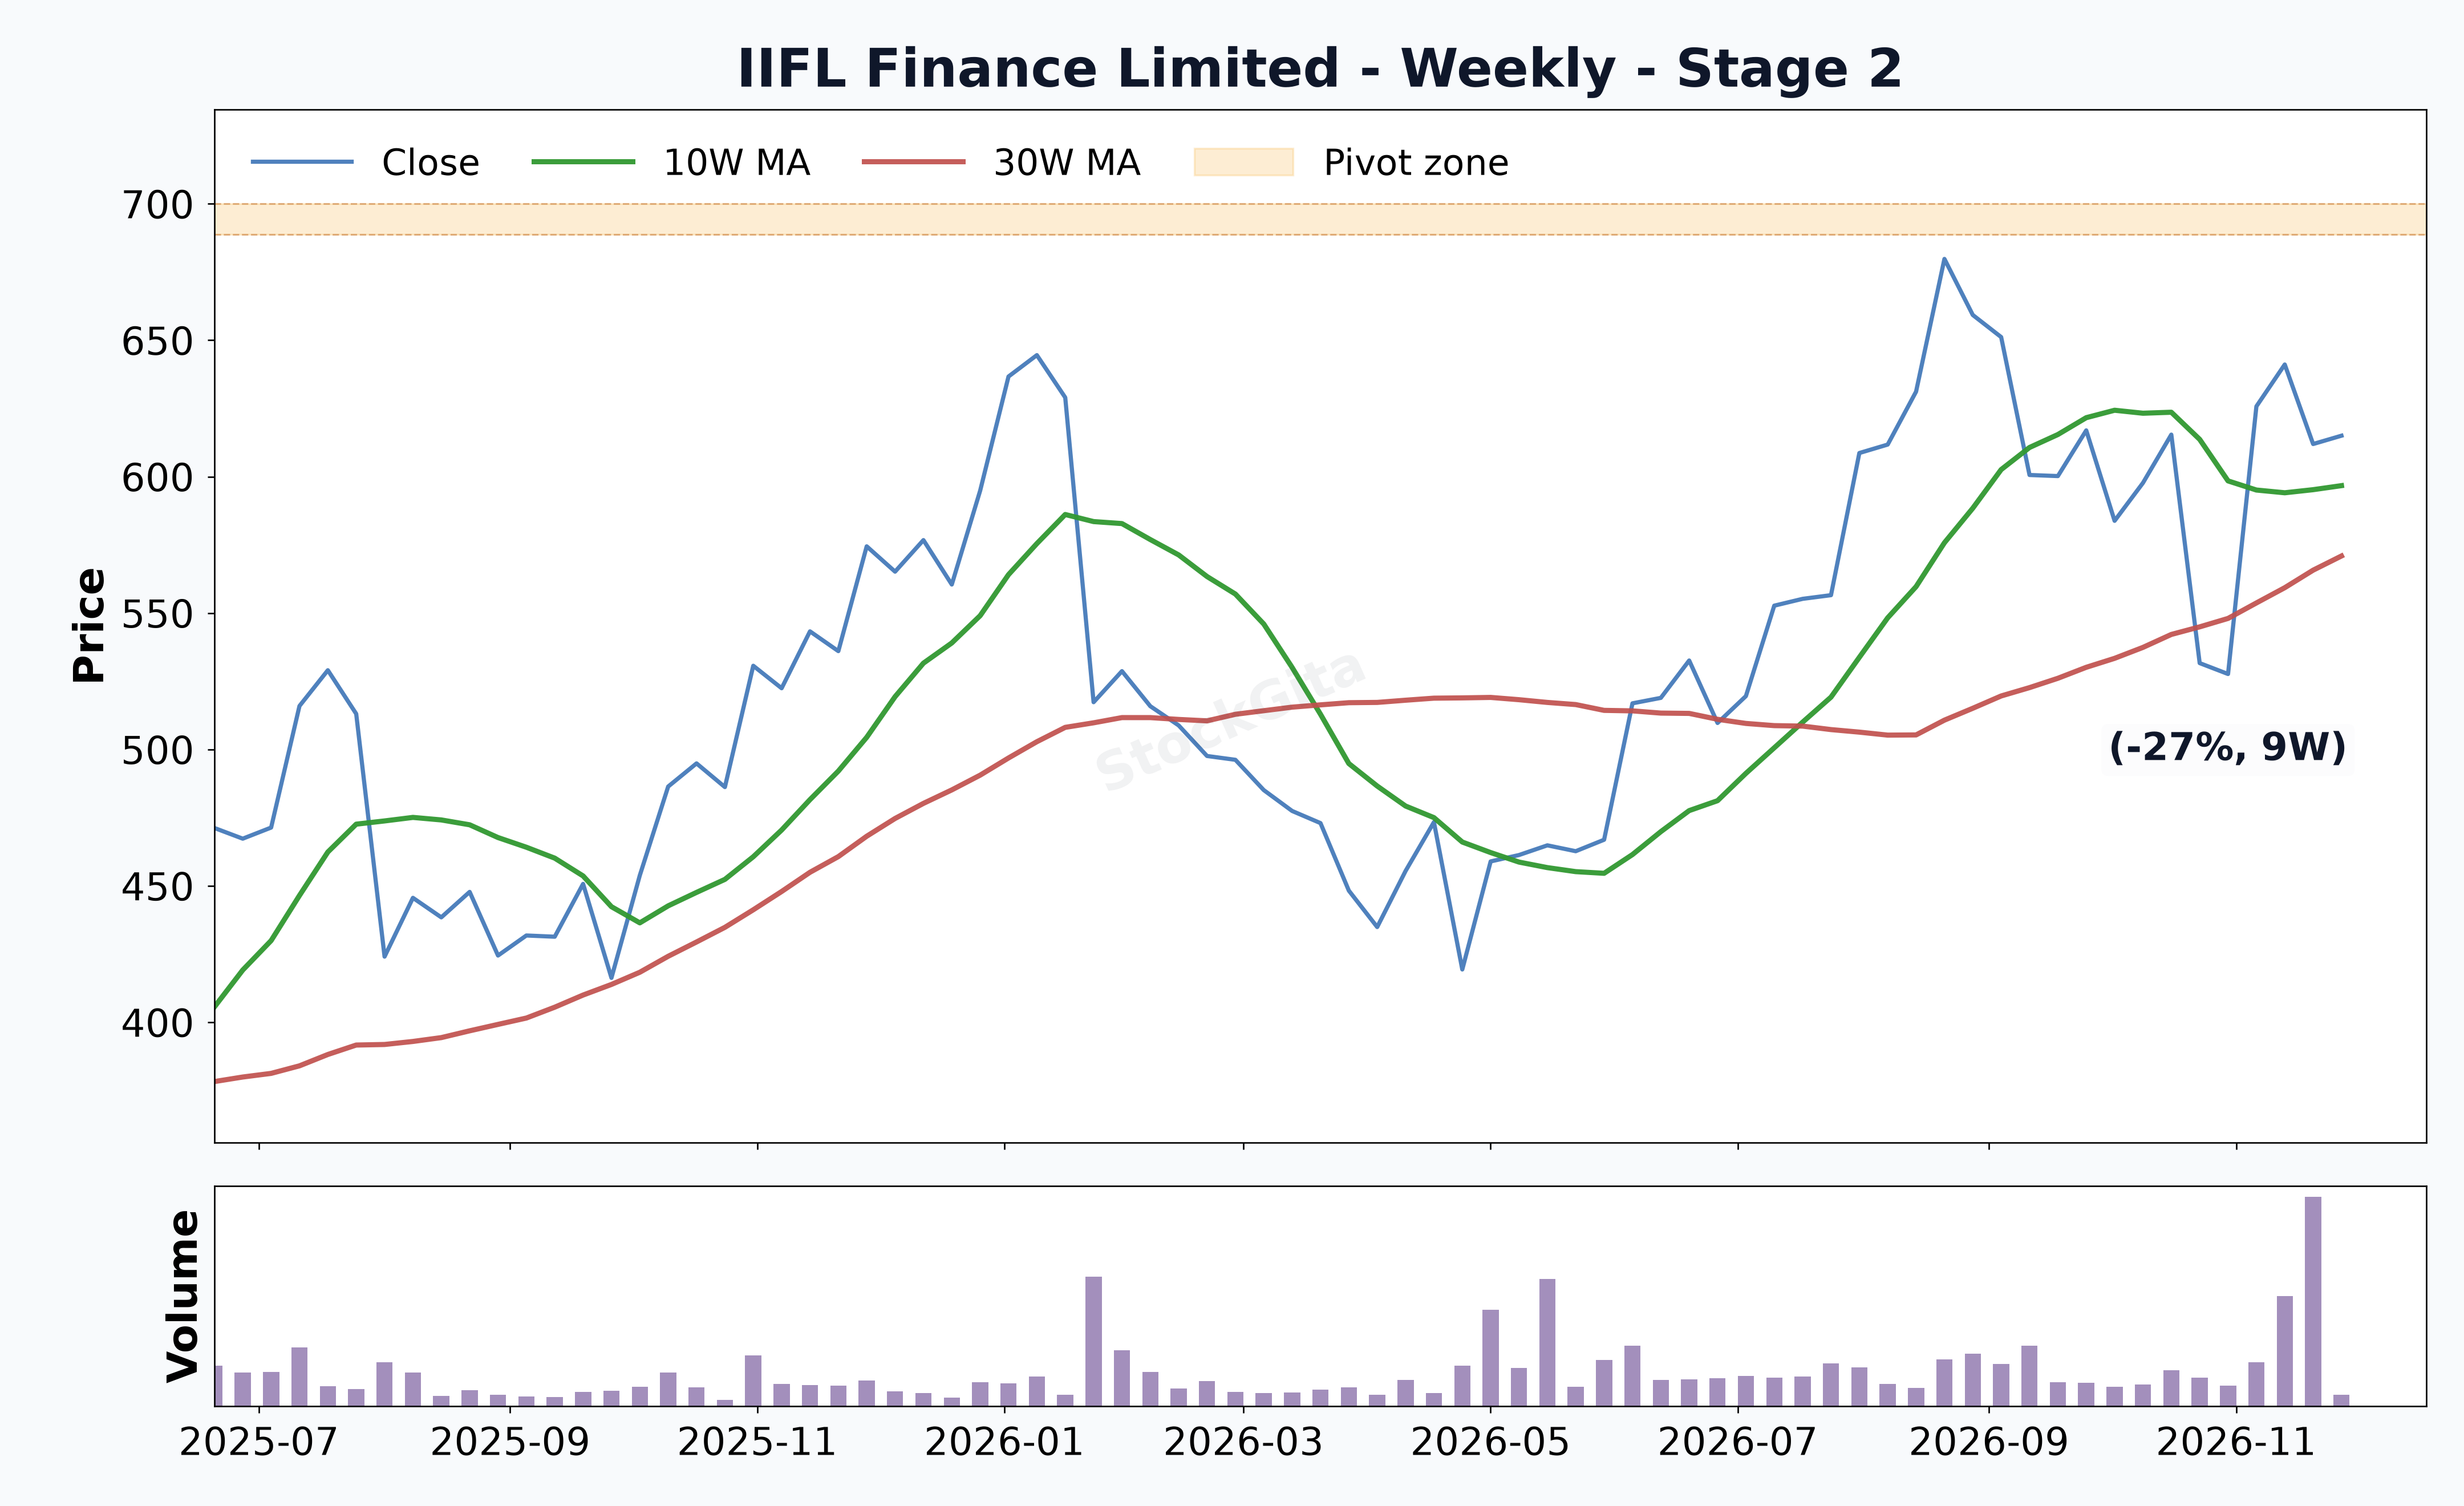 IIFL Finance Limited - Weekly - Stage 2
Close 10W MA 30W MA Pivot zone
700
650
600
550
500
450
400
Price
StockGita
(-27%, 9W)
Volume
2025-07 2025-09 2025-11 2026-01 2026-03 2026-05 2026-07 2026-09 2026-11